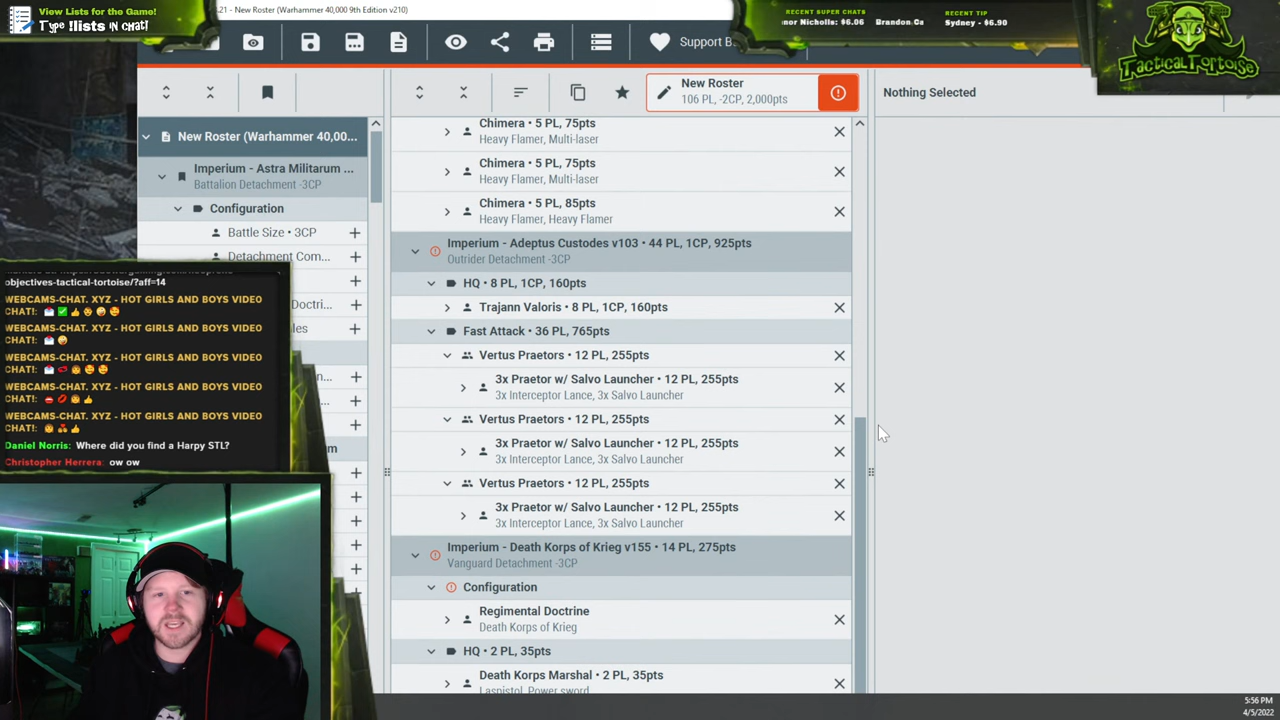 View Lists for the Game!
Type !lists in chat!
.21 - New Roster (Warhammer 40,000 9th Edition v210)
RECENT SUPER CHATS
nor Nicholls: $6.06 Brandon.Ca
RECENT TIP
Sydney - $6.90
TACTICALTORTOISE
Support B
New Roster
106 PL, -2CP, 2,000pts
Nothing Selected
New Roster (Warhammer 40,00...
Imperium - Astra Militarum ...
Battalion Detachment -3CP
Configuration
Battle Size • 3CP
Detachment Com...
Chimera • 5 PL, 75pts
Heavy Flamer, Multi-laser
Chimera • 5 PL, 75pts
Heavy Flamer, Multi-laser
Chimera • 5 PL, 85pts
Heavy Flamer, Heavy Flamer
Imperium - Adeptus Custodes v103 • 44 PL, 1CP, 925pts
Outrider Detachment -3CP
HQ • 8 PL, 1CP, 160pts
Trajann Valoris • 8 PL, 1CP, 160pts
Fast Attack • 36 PL, 765pts
Vertus Praetors • 12 PL, 255pts
3x Praetor w/ Salvo Launcher • 12 PL, 255pts
3x Interceptor Lance, 3x Salvo Launcher
Vertus Praetors • 12 PL, 255pts
3x Praetor w/ Salvo Launcher • 12 PL, 255pts
3x Interceptor Lance, 3x Salvo Launcher
Vertus Praetors • 12 PL, 255pts
3x Praetor w/ Salvo Launcher • 12 PL, 255pts
3x Interceptor Lance, 3x Salvo Launcher
Imperium - Death Korps of Krieg v155 • 14 PL, 275pts
Vanguard Detachment -3CP
Configuration
Regimental Doctrine
Death Korps of Krieg
HQ • 2 PL, 35pts
Death Korps Marshal • 2 PL, 35pts
Laspistol, Power sword
objectives-tactical-tortoise/?aff=14
WEBCAMS-CHAT. XYZ - HOT GIRLS AND BOYS VIDEO
CHAT!:
WEBCAMS-CHAT. XYZ - HOT GIRLS AND BOYS VIDEO
CHAT!:
WEBCAMS-CHAT. XYZ - HOT GIRLS AND BOYS VIDEO
CHAT!:
WEBCAMS-CHAT. XYZ - HOT GIRLS AND BOYS VIDEO
CHAT!:
WEBCAMS-CHAT. XYZ - HOT GIRLS AND BOYS VIDEO
CHAT!:
Daniel Norris: Where did you find a Harpy STL?
Christopher Herrera: ow ow
5:56 PM
4/5/2022